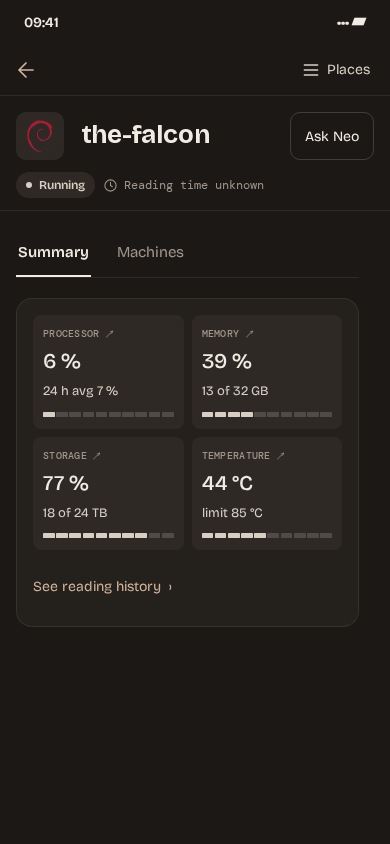 09:41
Places
the-falcon
Ask Neo
Running
Reading time unknown
Summary
Machines
PROCESSOR ↗
6 %
24 h avg 7 %
MEMORY ↗
39 %
13 of 32 GB
STORAGE ↗
77 %
18 of 24 TB
TEMPERATURE ↗
44 °C
limit 85 °C
See reading history ›